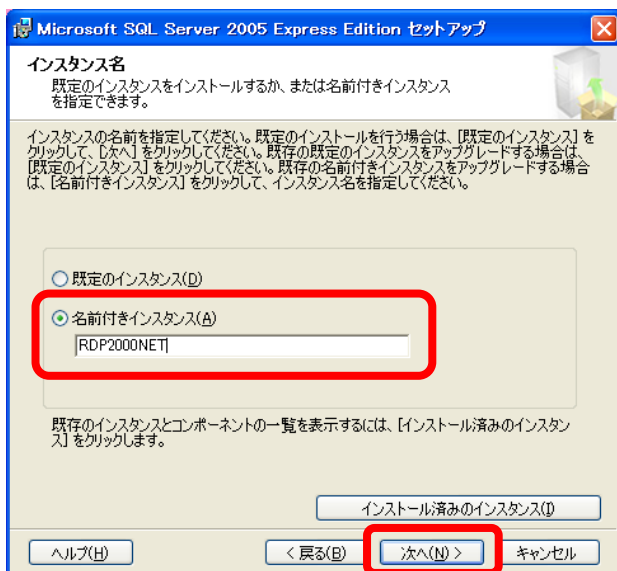 Microsoft SQL Server 2005 Express Edition セットアップ
インスタンス名
既定のインスタンスをインストールするか、または名前付きインスタンス
を指定できます。
インスタンスの名前を指定してください。既定のインストールを行う場合は、[既定のインスタンス] を
クリックして、[次へ] をクリックしてください。既存の既定のインスタンスをアップグレードする場合は、
[既定のインスタンス] をクリックしてください。既存の名前付きインスタンスをアップグレードする場合
は、[名前付きインスタンス] をクリックして、インスタンス名を指定してください。
既定のインスタンス(D)
名前付きインスタンス(A)
RDP2000NET
既存のインスタンスとコンポーネントの一覧を表示するには、[インストール済みのインスタン
ス] をクリックします。
インストール済みのインスタンス(I)
ヘルプ(H) < 戻る(B) 次へ(N) > キャンセル